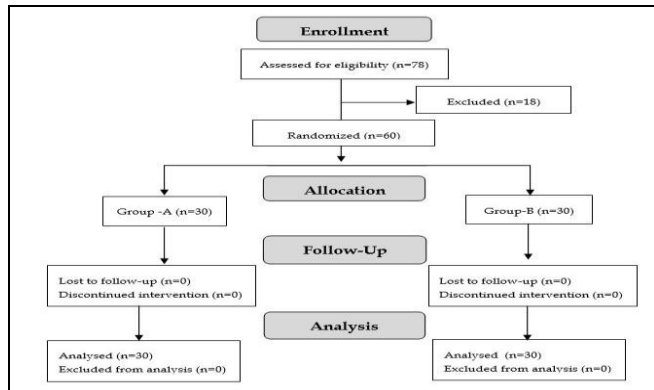 Enrollment
Assessed for eligibility (n=78)
Excluded (n=18)
Randomized (n=60)
Allocation
Group -A (n=30)
Group-B (n=30)
Follow-Up
Lost to follow-up (n=0)
Discontinued intervention (n=0)
Lost to follow-up (n=0)
Discontinued intervention (n=0)
Analysis
Analysed (n=30)
Excluded from analysis (n=0)
Analysed (n=30)
Excluded from analysis (n=0)